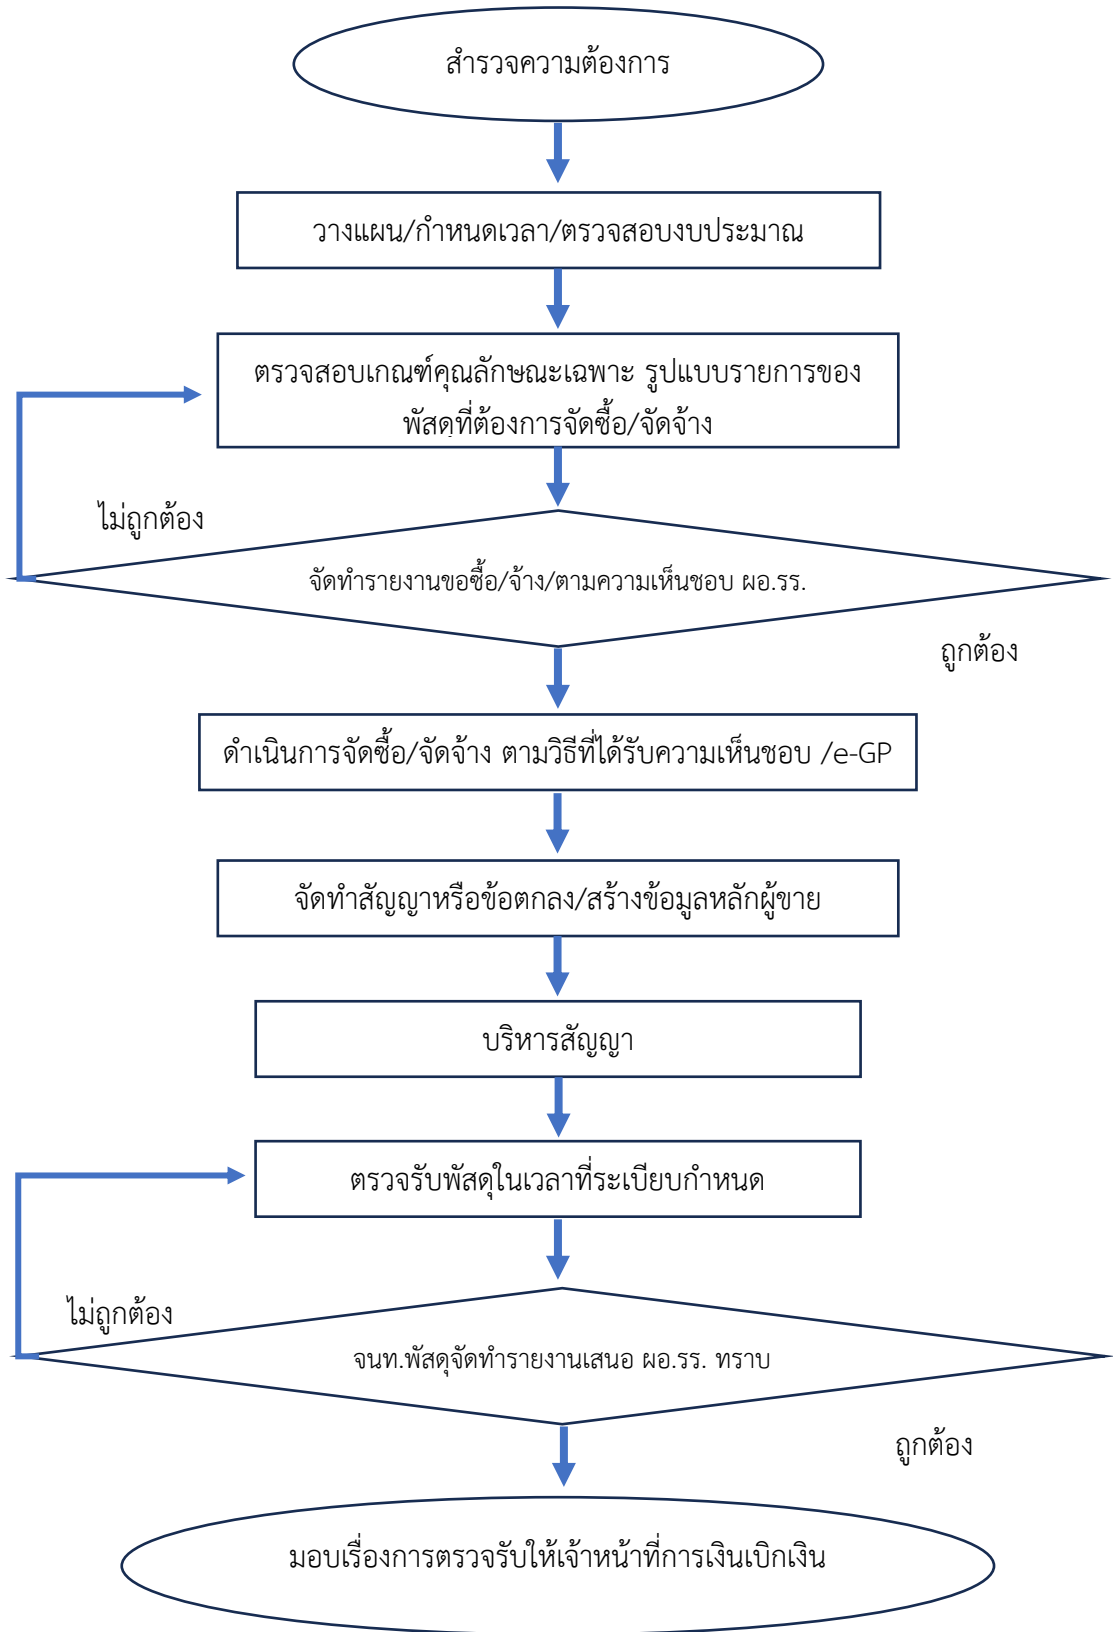 สำรวจความต้องการ
วางแผน/กำหนดเวลา/ตรวจสอบงบประมาณ
ตรวจสอบเกณฑ์คุณลักษณะเฉพาะ รูปแบบรายการของ
พัสดุที่ต้องการจัดซื้อ/จัดจ้าง
ไม่ถูกต้อง
จัดทำรายงานขอซื้อ/จ้าง/ตามความเห็นชอบ ผอ.รร.
ถูกต้อง
ดำเนินการจัดซื้อ/จัดจ้าง ตามวิธีที่ได้รับความเห็นชอบ /e-GP
จัดทำสัญญาหรือข้อตกลง/สร้างข้อมูลหลักผู้ขาย
บริหารสัญญา
ตรวจรับพัสดุในเวลาที่ระเบียบกำหนด
ไม่ถูกต้อง
จนท.พัสดุจัดทำรายงานเสนอ ผอ.รร. ทราบ
ถูกต้อง
มอบเรื่องการตรวจรับให้เจ้าหน้าที่การเงินเบิกเงิน